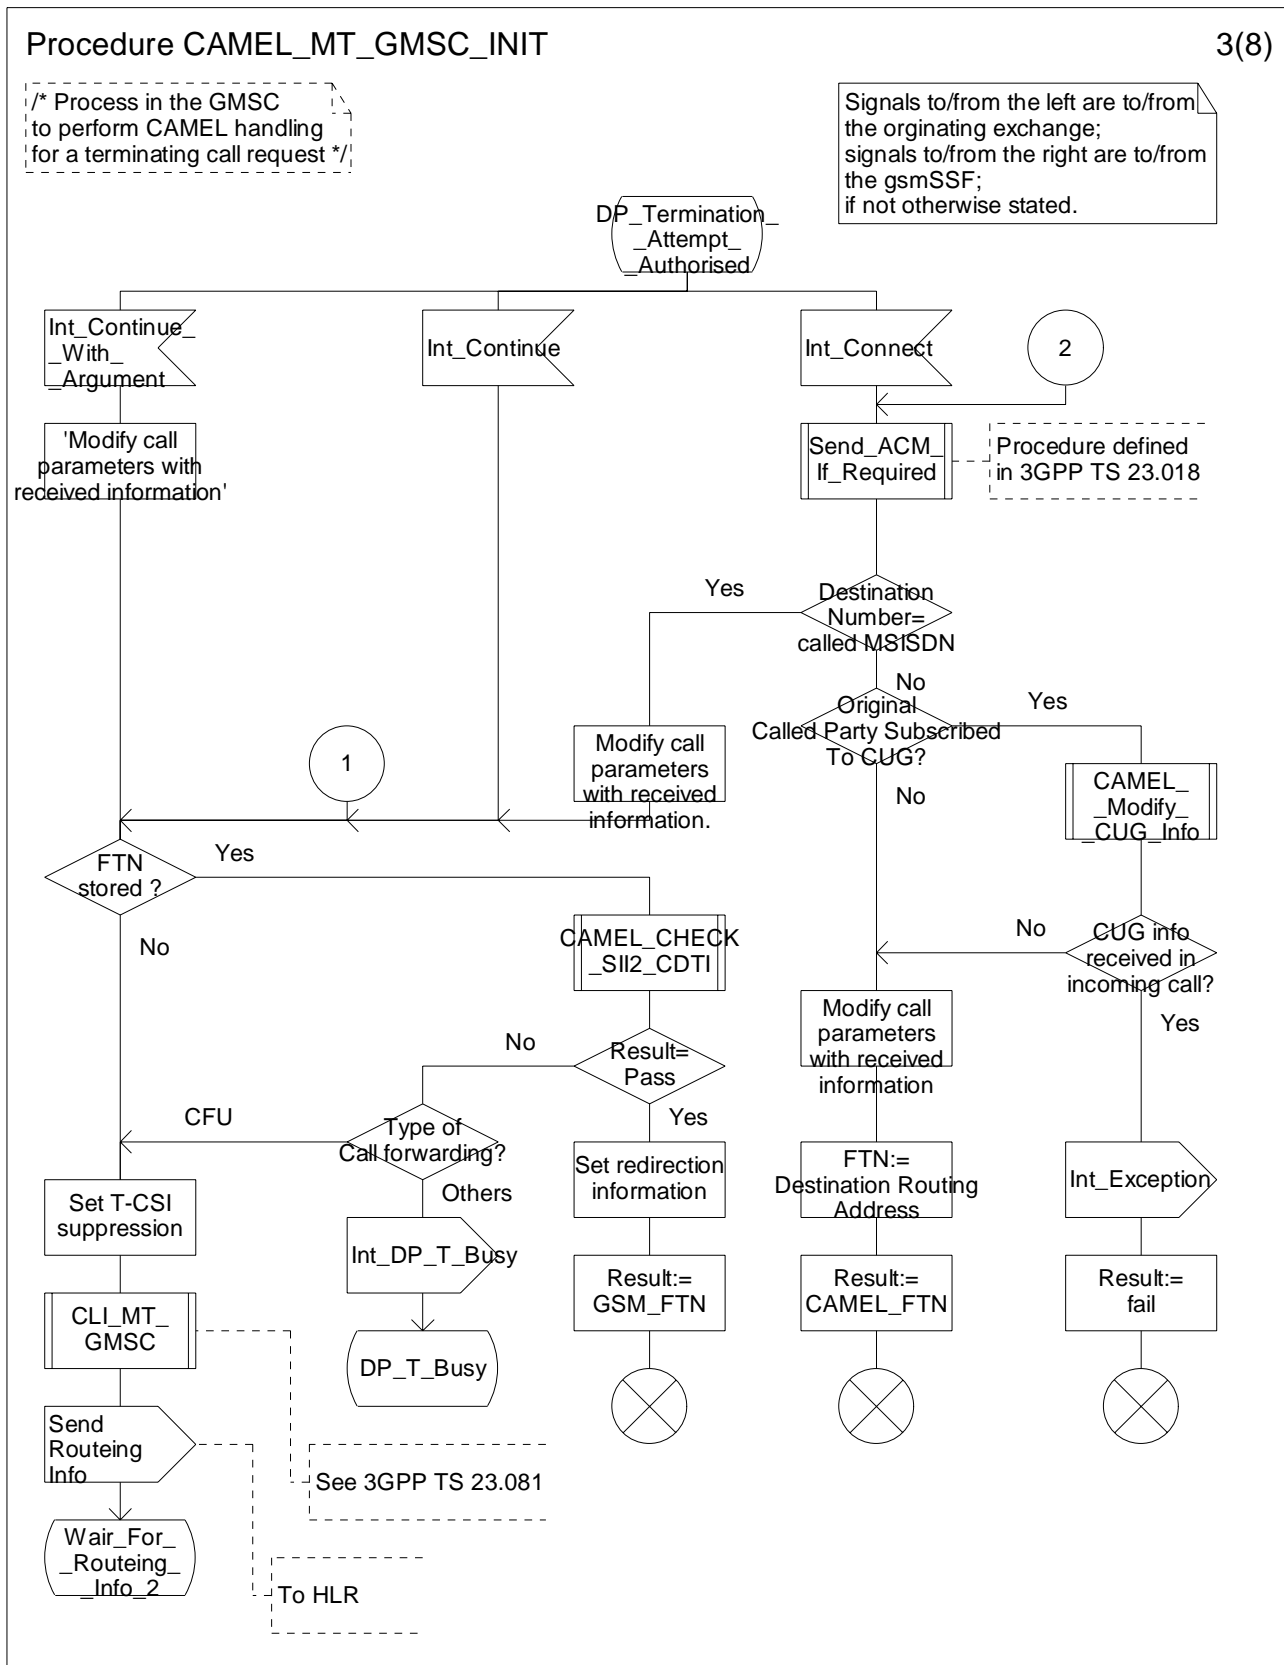 Procedure CAMEL_MT_GMSC_INIT
3(8)
/* Process in the GMSC
to perform CAMEL handling
for a terminating call request */
Signals to/from the left are to/from
the orginating exchange;
signals to/from the right are to/from
the gsmSSF;
if not otherwise stated.
DP_Termination_
_Attempt_
_Authorised
Int_Continue_
_With_
_Argument
Int_Continue
Int_Connect
2
'Modify call
parameters with
received information'
Send_ACM_
If_Required
Procedure defined
in 3GPP TS 23.018
Yes
Destination
Number=
called MSISDN
No
Original
Called Party Subscribed
To CUG?
Yes
No
1
Modify call
parameters
with received
information.
CAMEL_
_Modify_
_CUG_Info
FTN
stored ?
Yes
No
CAMEL_CHECK
_SII2_CDTI
No
CUG info
received in
incoming call?
Yes
Modify call
parameters
with received
information
No
Result=
Pass
Yes
CFU
Type of
Call forwarding?
Others
Set redirection
information
FTN:=
Destination Routing
Address
Int_Exception
Set T-CSI
suppression
Int_DP_T_Busy
Result:=
GSM_FTN
Result:=
CAMEL_FTN
Result:=
fail
CLI_MT_
GMSC
DP_T_Busy
Send
Routeing
Info
See 3GPP TS 23.081
Wair_For_
_Routeing_
_Info_2
To HLR